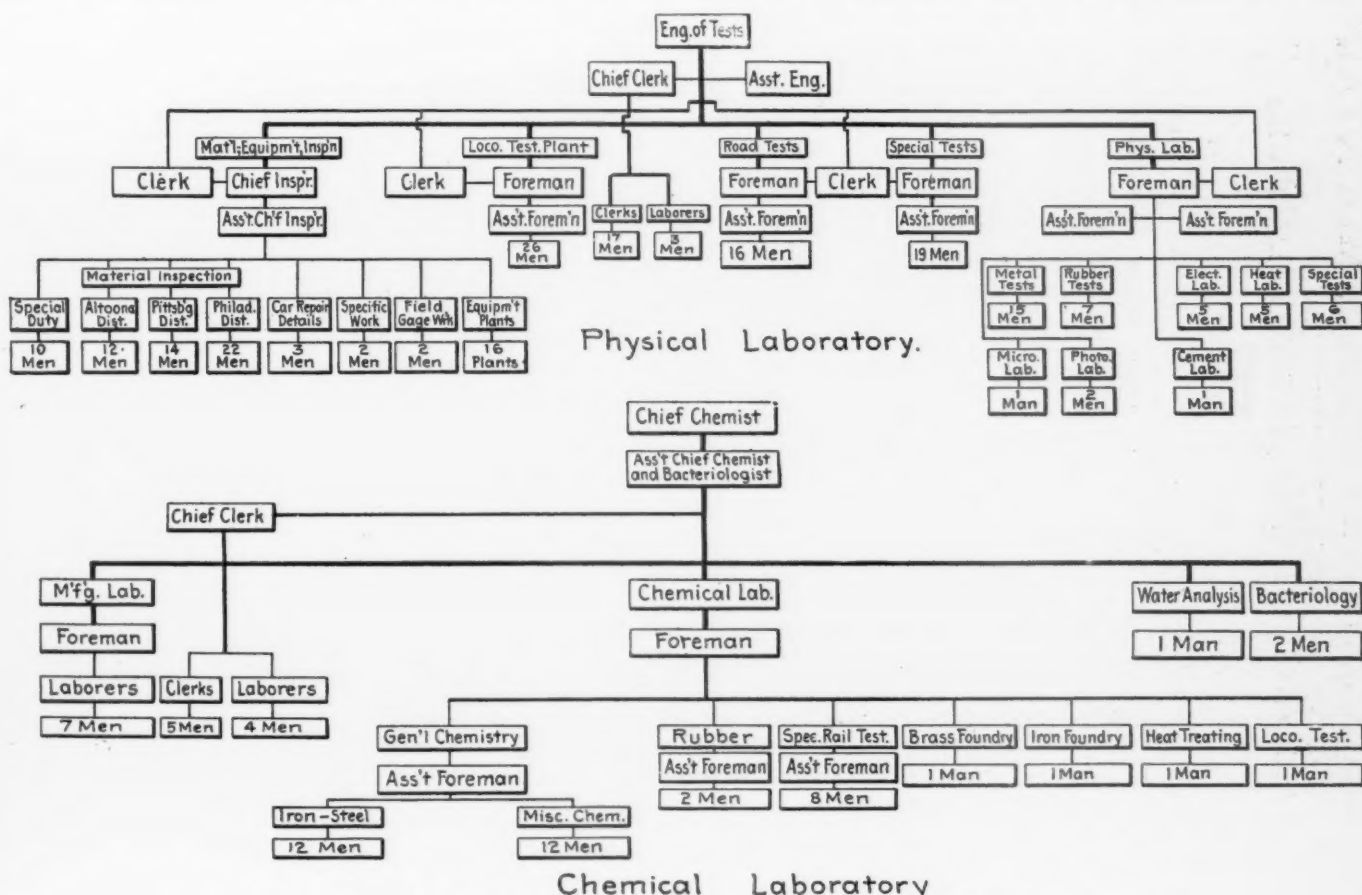 Eng. of Tests
Chief Clerk
Ass't. Eng.
Mat'l., Equipm't, Insp'n
Loco. Test. Plant
Road Tests
Special Tests
Phys. Lab.
Clerk
Chief Insp'r.
Clerk
Foreman
Foreman
Clerk
Foreman
Foreman
Clerk
Ass't. Ch'f Insp'r.
Ass't. Forem'n
Clerks
Laborers
Ass't. Forem'n
Ass't. Forem'n
Ass't. Forem'n
Ass't. Forem'n
26
Men
17
Men
3
Men
16 Men
19 Men
Material Inspection
Special
Duty
Altoona
Dist.
Pittsb'g
Dist.
Philad.
Dist.
Car Repair
Details
Specific
Work
Field
Gage W'k
Equipm't
Plants
10
Men
12
Men
14
Men
22
Men
3
Men
2
Men
2
Men
16
Plants
Metal
Tests
Rubber
Tests
Elect.
Lab.
Heat
Lab.
Special
Tests
15
Men
7
Men
5
Men
5
Men
6
Men
Micro.
Lab.
Photo.
Lab.
Cement
Lab.
1
Man
2
Men
1
Man
Physical Laboratory.
Chief Chemist
Ass't Chief Chemist
and Bacteriologist
Chief Clerk
M'f'g. Lab.
Chemical Lab.
Water Analysis
Bacteriology
Foreman
Foreman
1 Man
2 Men
Laborers
Clerks
Laborers
7 Men
5 Men
4 Men
Gen'l Chemistry
Rubber
Spec. Rail Test.
Brass Foundry
Iron Foundry
Heat Treating
Loco. Test.
Ass't Foreman
Ass't Foreman
Ass't Foreman
1 Man
1 Man
1 Man
1 Man
2 Men
8 Men
Iron-Steel
Misc. Chem.
12 Men
12 Men
Chemical Laboratory